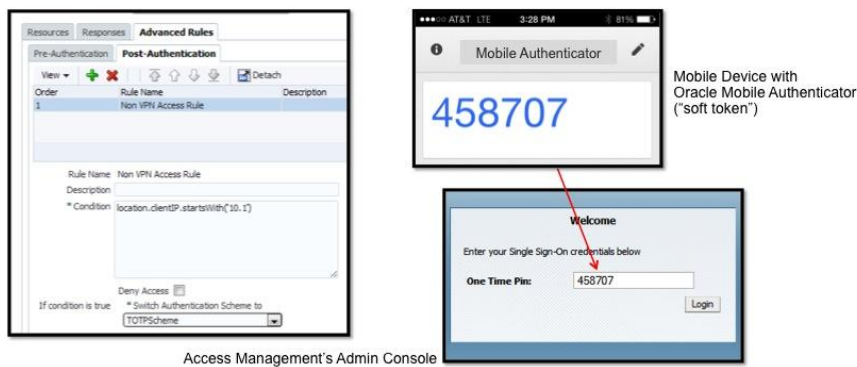 Resources Responses Advanced Rules
Pre-Authentication Post-Authentication
View Detach
Order Rule Name Description
1 Non VPN Access Rule
Rule Name Non VPN Access Rule
Description
* Condition location.clientIP.startsWith('10.1')
Deny Access
If condition is true * Switch Authentication Scheme to
TOTPScheme
AT&T LTE 3:28 PM 81%
Mobile Authenticator
458707
Mobile Device with
Oracle Mobile Authenticator
("soft token")
Welcome
Enter your Single Sign-On credentials below
One Time Pin: 458707
Login
Access Management's Admin Console